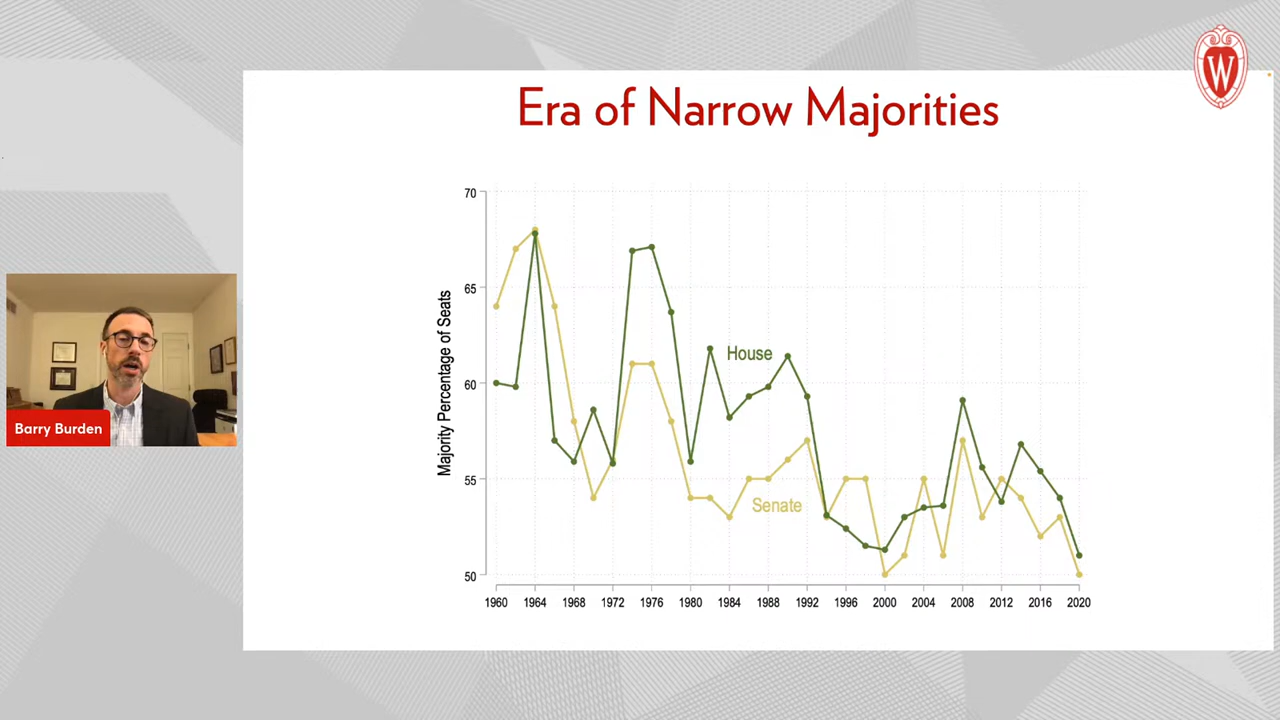 W
Era of Narrow Majorities
70
65
60
55
50
Majority Percentage of Seats
House
Senate
1960 1964 1968 1972 1976 1980 1984 1988 1992 1996 2000 2004 2008 2012 2016 2020
Barry Burden